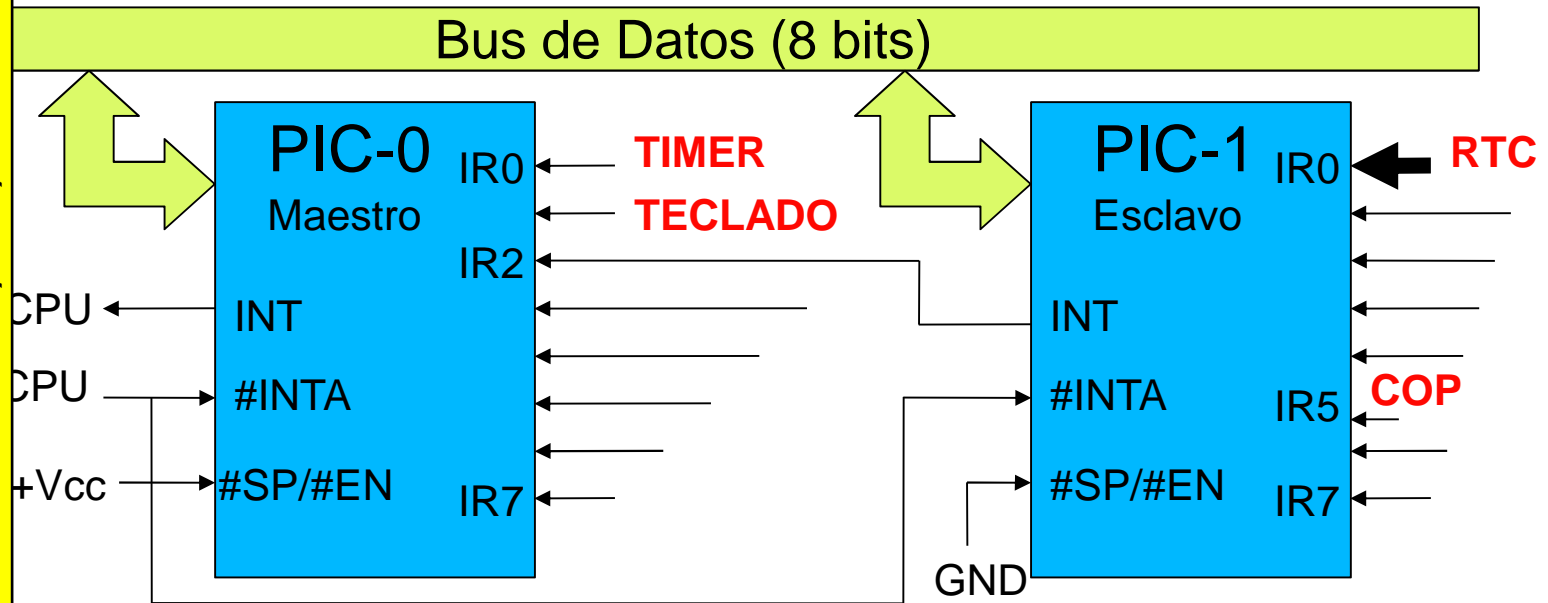 Bus de Datos (8 bits)
PIC-0
Maestro
IR0
TIMER
TECLADO
IR2
CPU
INT
CPU
#INTA
+Vcc
#SP/#EN
IR7
PIC-1
Esclavo
IR0
RTC
INT
#INTA
IR5
COP
#SP/#EN
IR7
GND